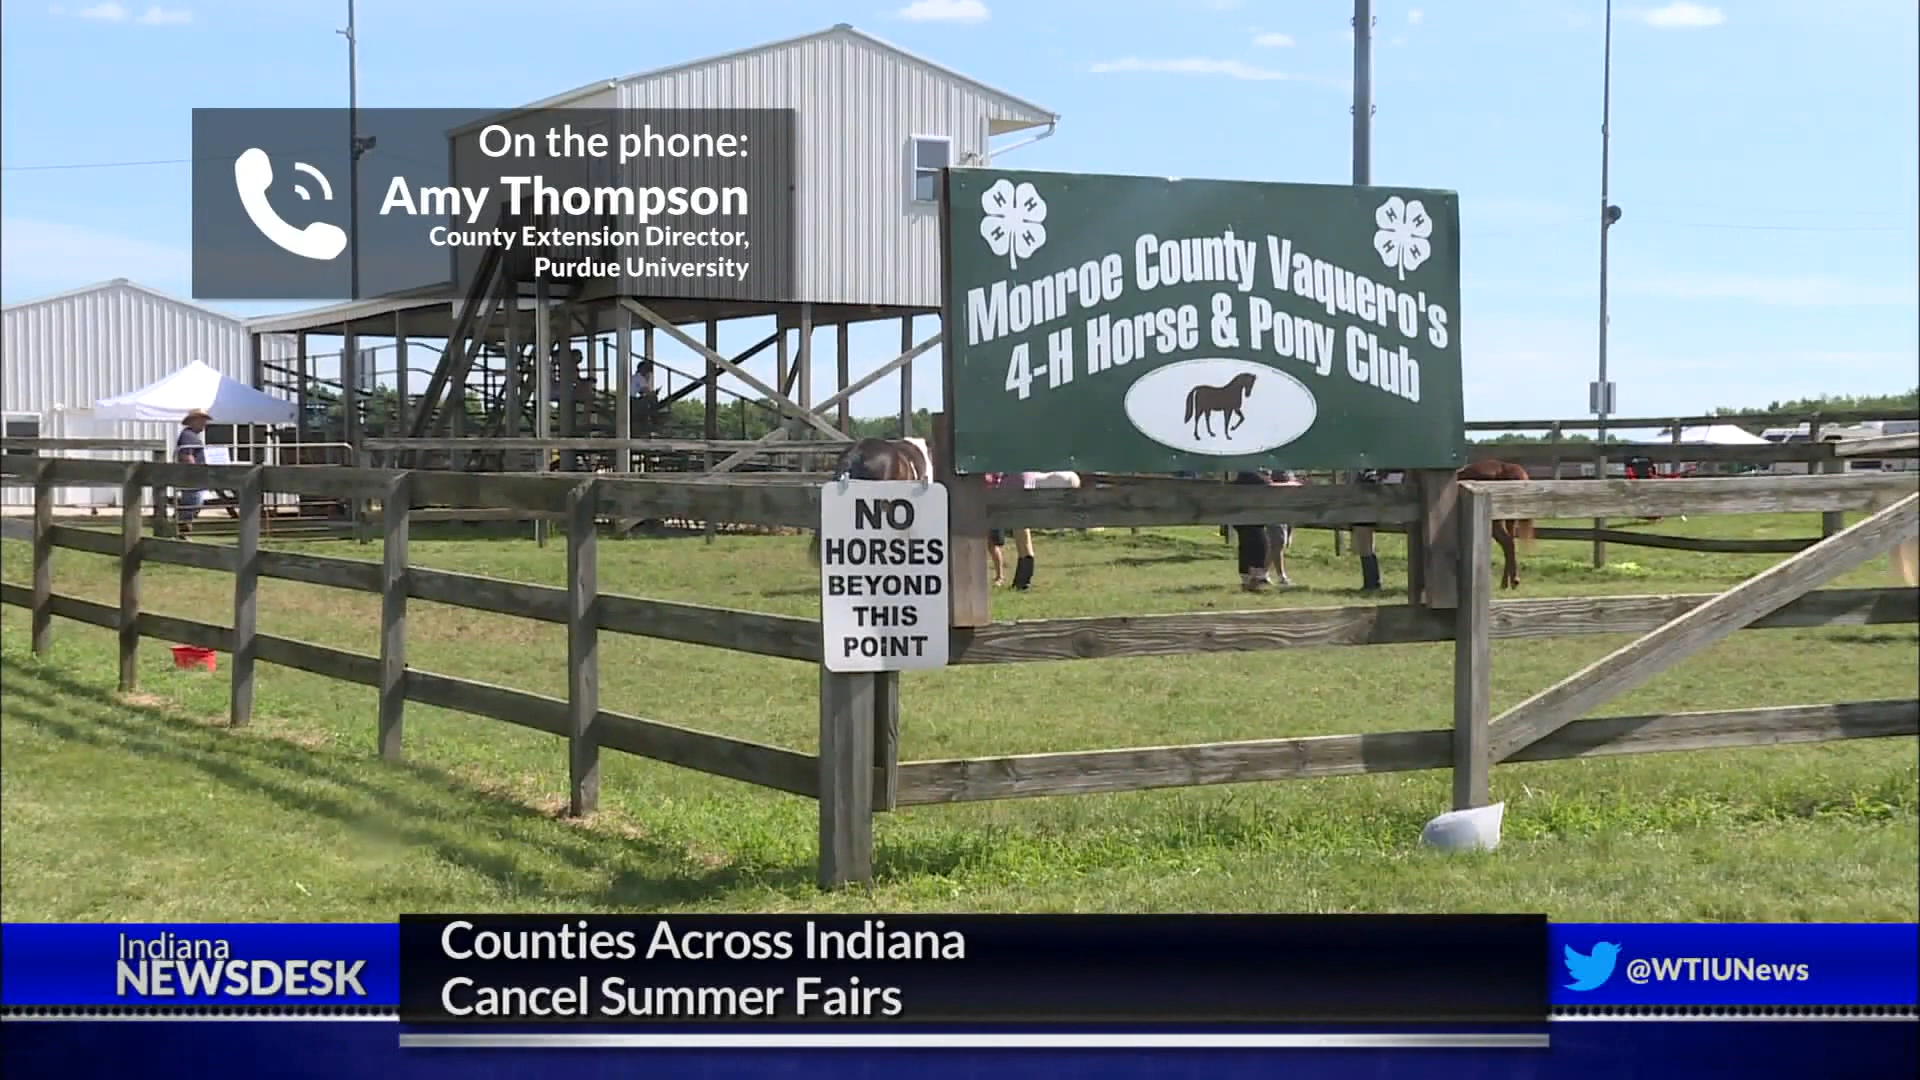 On the phone:
Amy Thompson
County Extension Director,
Purdue University
H H
H H
H H
H H
Monroe County Vaquero's
4-H Horse & Pony Club
NO
HORSES
BEYOND
THIS
POINT
Indiana
NEWSDESK
Counties Across Indiana
Cancel Summer Fairs
@WTIUNews